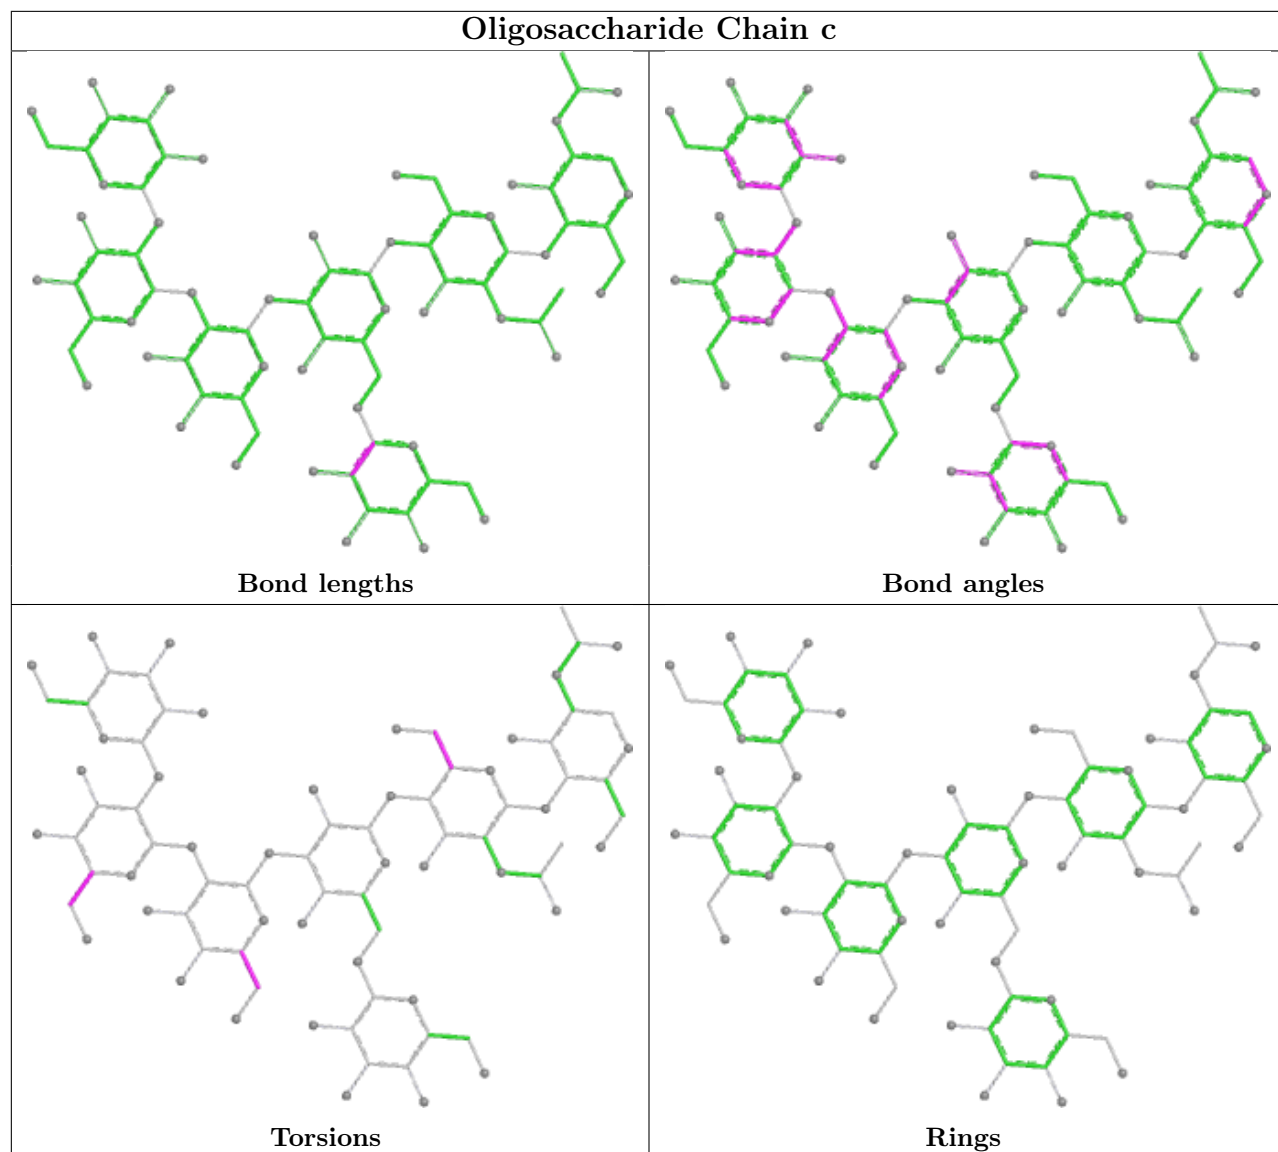 Oligosaccharide Chain c
Bond lengths
Bond angles
Torsions
Rings